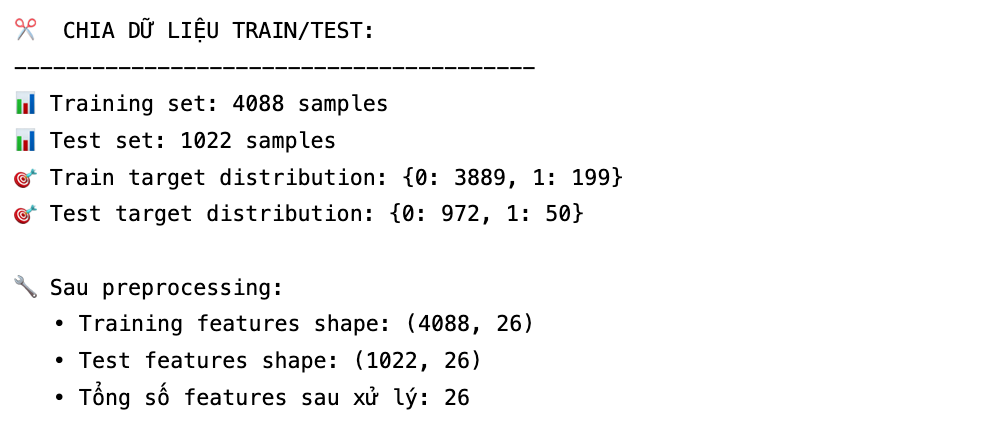 ✂️ CHIA DỮ LIỆU TRAIN/TEST:
----------------------------------------
📊 Training set: 4088 samples
📊 Test set: 1022 samples
🎯 Train target distribution: {0: 3889, 1: 199}
🎯 Test target distribution: {0: 972, 1: 50}
🔧 Sau preprocessing:
• Training features shape: (4088, 26)
• Test features shape: (1022, 26)
• Tổng số features sau xử lý: 26